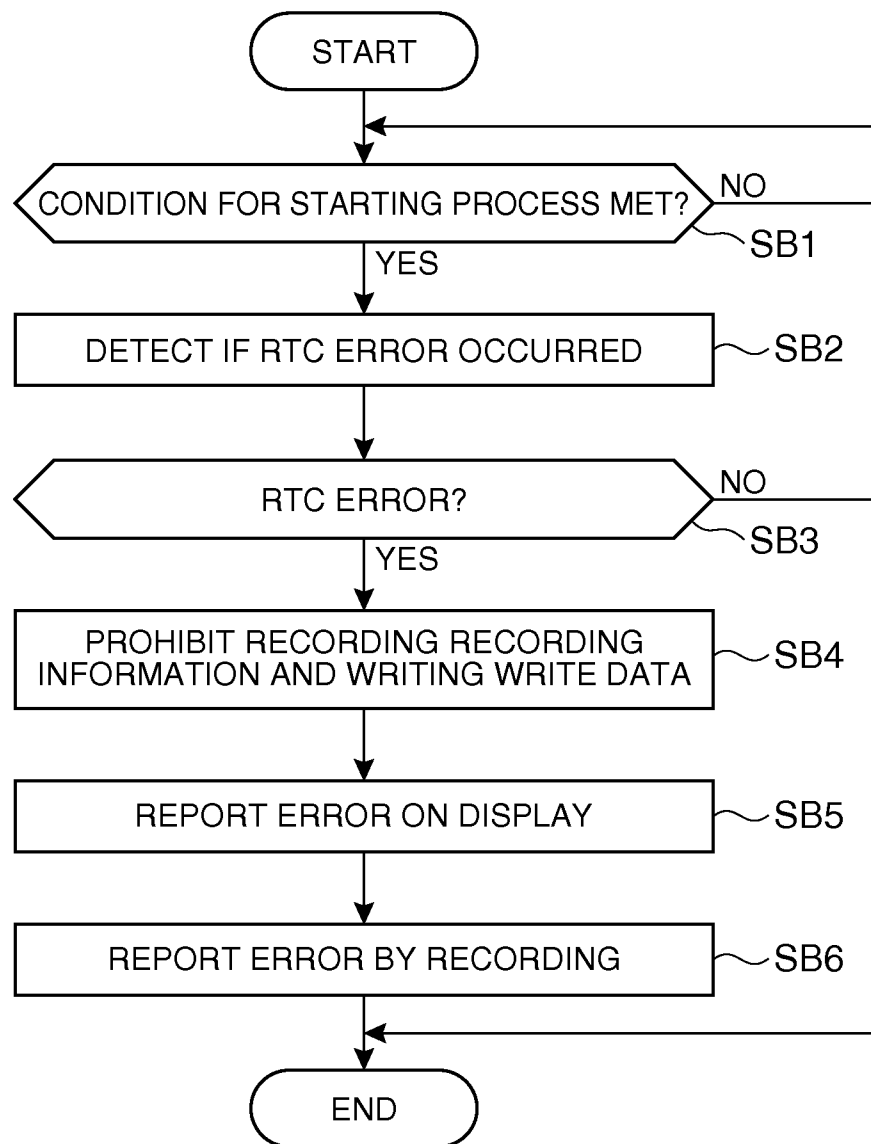 START
CONDITION FOR STARTING PROCESS MET?
NO
SB1
YES
DETECT IF RTC ERROR OCCURRED
SB2
RTC ERROR?
NO
SB3
YES
PROHIBIT RECORDING RECORDING
INFORMATION AND WRITING WRITE DATA
SB4
REPORT ERROR ON DISPLAY
SB5
REPORT ERROR BY RECORDING
SB6
END